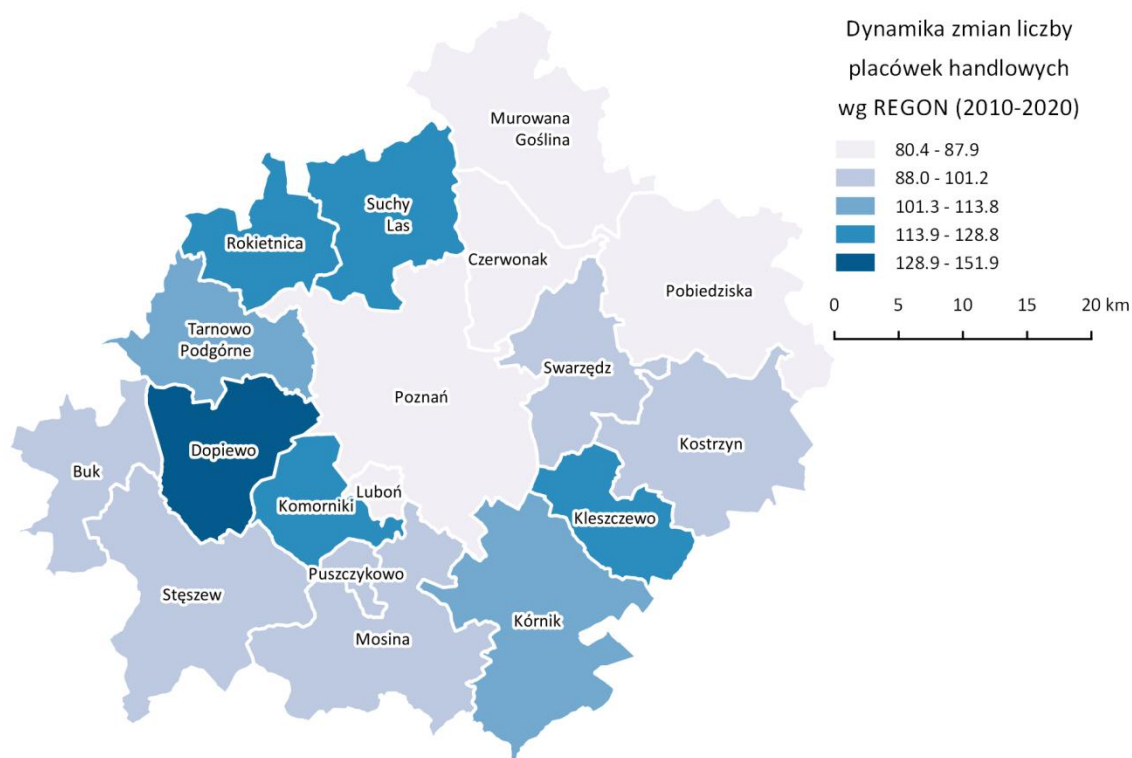 Dynamika zmian liczby
placówek handlowych
wg REGON (2010-2020)
80.4 - 87.9
88.0 - 101.2
101.3 - 113.8
113.9 - 128.8
128.9 - 151.9
0 5 10 15 20 km
Murowana
Goślina
Suchy
Las
Rokietnica
Czerwonak
Pobiedziska
Tarnowo
Podgórne
Swarzędz
Poznań
Kostrzyn
Dopiewo
Buk
Luboń
Komorniki
Kleszczewo
Puszczykowo
Stęszew
Kórnik
Mosina